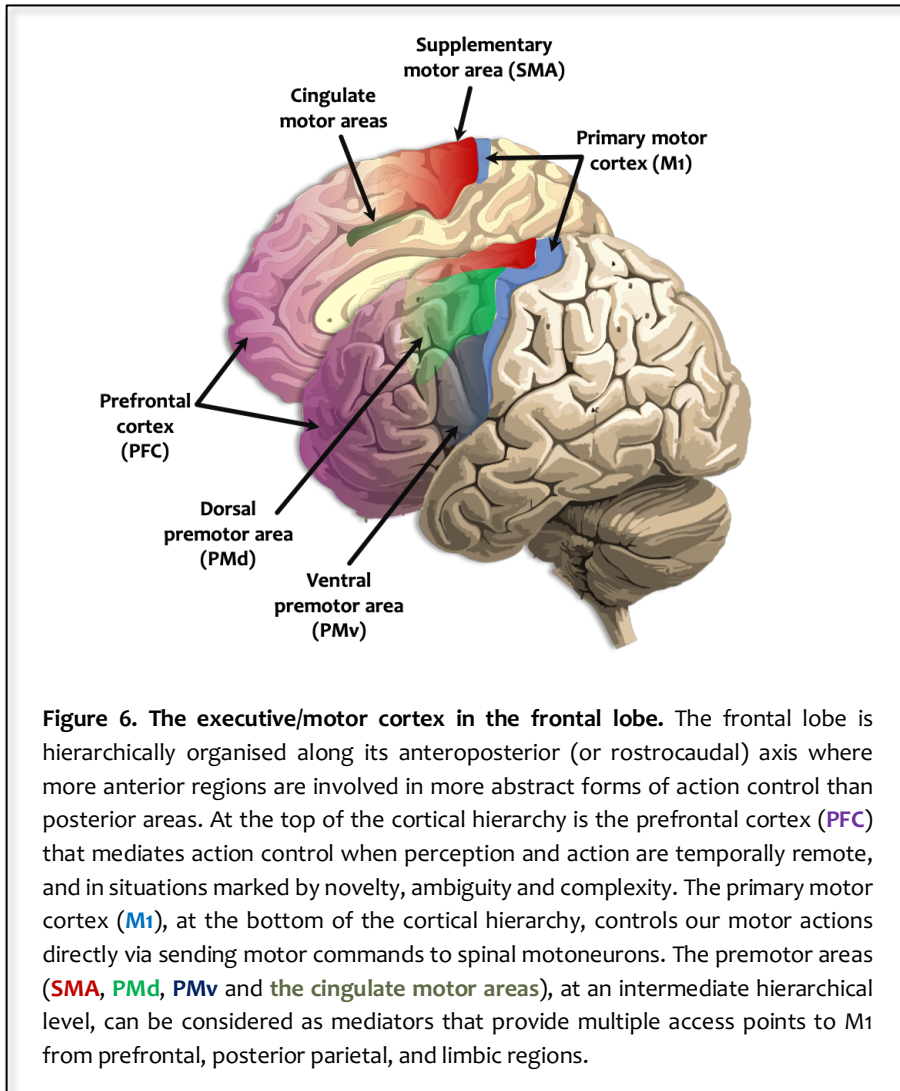 Supplementary
motor area (SMA)
Cingulate
motor areas
Primary motor
cortex (M1)
Prefrontal
cortex
(PFC)
Dorsal
premotor area
(PMd)
Ventral
premotor area
(PMv)
Figure 6. The executive/motor cortex in the frontal lobe. The frontal lobe is
hierarchically organised along its anteroposterior (or rostrocaudal) axis where
more anterior regions are involved in more abstract forms of action control than
posterior areas. At the top of the cortical hierarchy is the prefrontal cortex (PFC)
that mediates action control when perception and action are temporally remote,
and in situations marked by novelty, ambiguity and complexity. The primary motor
cortex (M1), at the bottom of the cortical hierarchy, controls our motor actions
directly via sending motor commands to spinal motoneurons. The premotor areas
(SMA, PMd, PMv and the cingulate motor areas), at an intermediate hierarchical
level, can be considered as mediators that provide multiple access points to M1
from prefrontal, posterior parietal, and limbic regions.